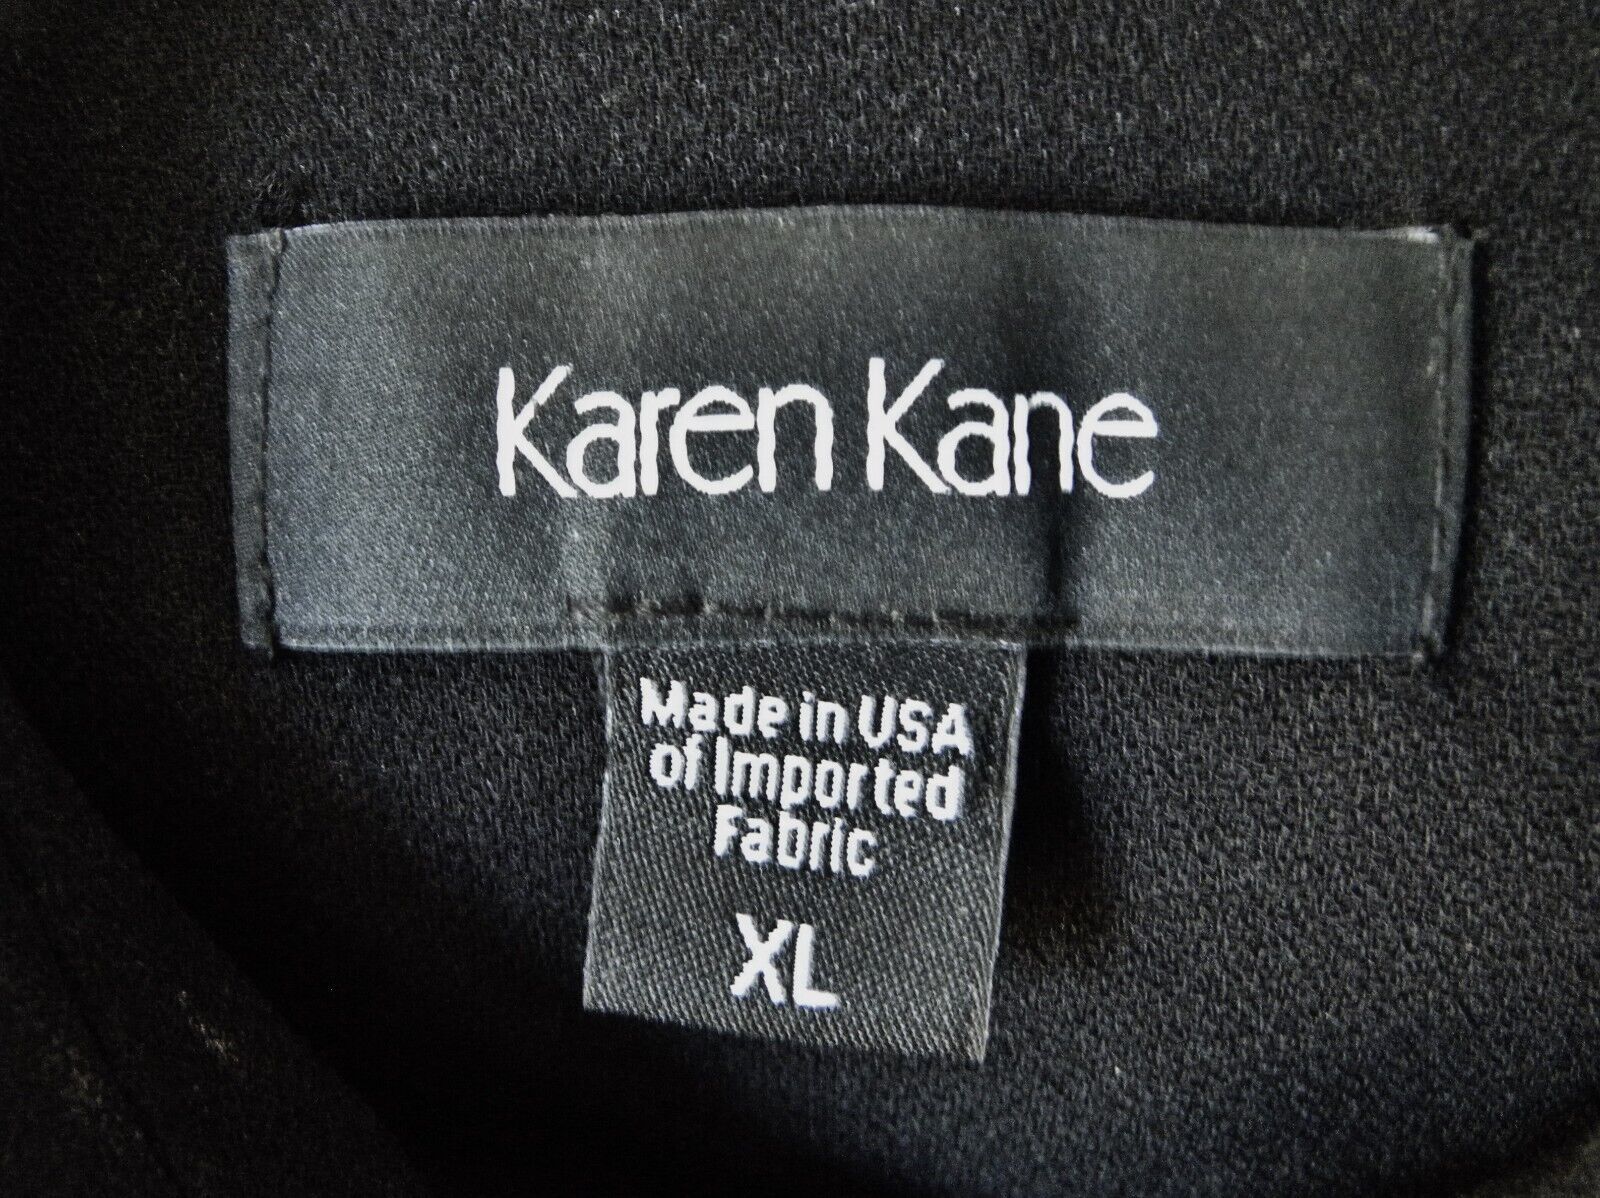 Karen Kane
Made in USA
of Imported
Fabric
XL